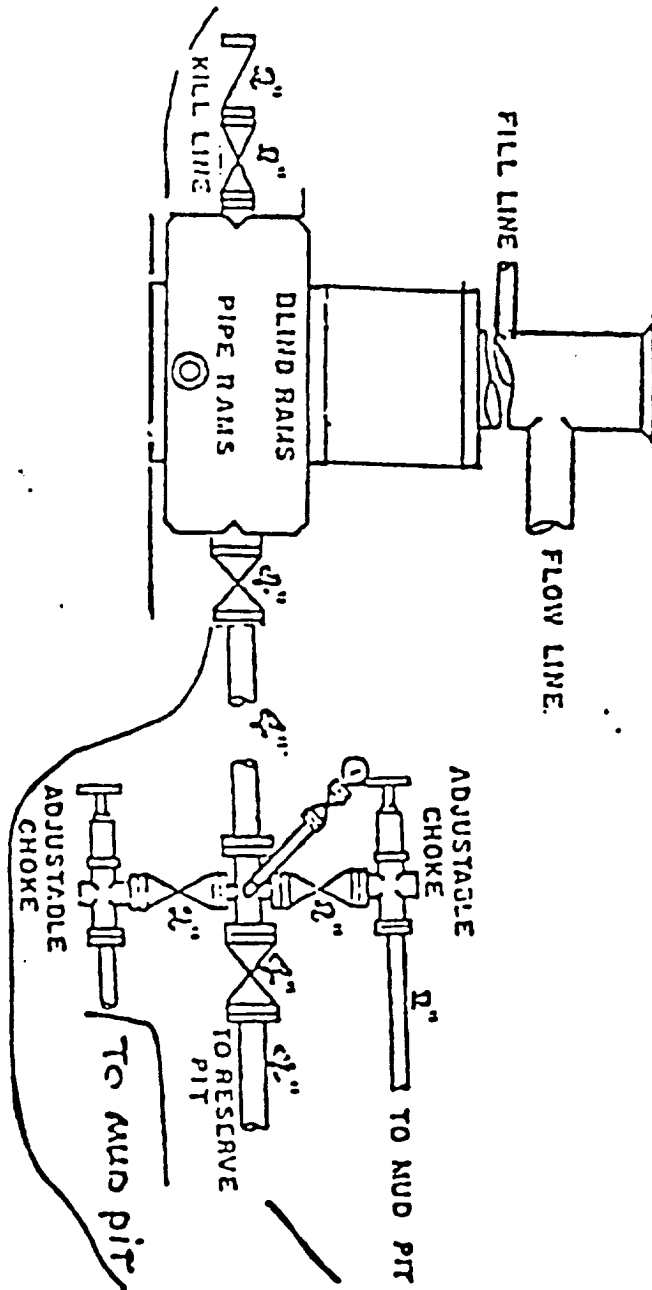 FILL LINE
FLOW LINE.
BLIND RAMS
PIPE RAMS
2"
2"
KILL LINE
4"
4"
ADJUSTABLE
CHOKE
2"
TO MUD PIT
2"
4"
4"
TO RESERVE
PIT
2"
ADJUSTABLE
CHOKE
TO MUD PIT